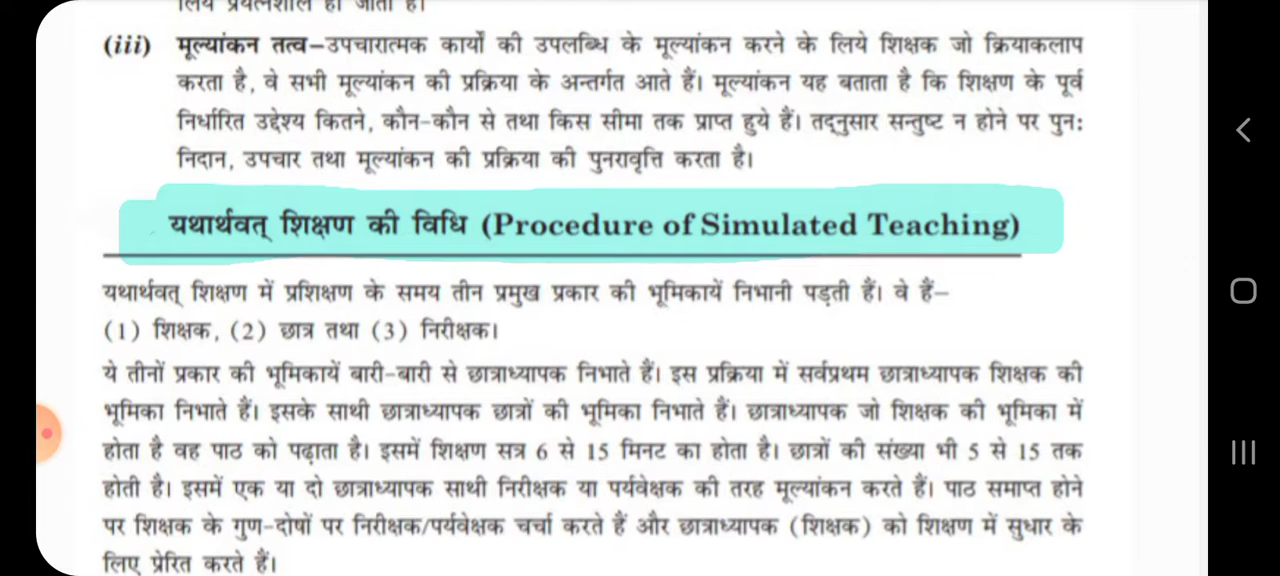 लिये प्रयत्नशील हो जाता है।
(iii) मूल्यांकन तत्व–उपचारात्मक कार्यों की उपलब्धि के मूल्यांकन करने के लिये शिक्षक जो क्रियाकलाप
करता है, वे सभी मूल्यांकन की प्रक्रिया के अन्तर्गत आते हैं। मूल्यांकन यह बताता है कि शिक्षण के पूर्व
निर्धारित उद्देश्य कितने, कौन-कौन से तथा किस सीमा तक प्राप्त हुये हैं। तद्नुसार सन्तुष्ट न होने पर पुनः
निदान, उपचार तथा मूल्यांकन की प्रक्रिया की पुनरावृत्ति करता है।
यथार्थवत् शिक्षण की विधि (Procedure of Simulated Teaching)
यथार्थवत् शिक्षण में प्रशिक्षण के समय तीन प्रमुख प्रकार की भूमिकायें निभानी पड़ती हैं। वे हैं–
(1) शिक्षक, (2) छात्र तथा (3) निरीक्षक।
ये तीनों प्रकार की भूमिकायें बारी-बारी से छात्राध्यापक निभाते हैं। इस प्रक्रिया में सर्वप्रथम छात्राध्यापक शिक्षक की
भूमिका निभाते हैं। इसके साथी छात्राध्यापक छात्रों की भूमिका निभाते हैं। छात्राध्यापक जो शिक्षक की भूमिका में
होता है वह पाठ को पढ़ाता है। इसमें शिक्षण सत्र 6 से 15 मिनट का होता है। छात्रों की संख्या भी 5 से 15 तक
होती है। इसमें एक या दो छात्राध्यापक साथी निरीक्षक या पर्यवेक्षक की तरह मूल्यांकन करते हैं। पाठ समाप्त होने
पर शिक्षक के गुण-दोषों पर निरीक्षक/पर्यवेक्षक चर्चा करते हैं और छात्राध्यापक (शिक्षक) को शिक्षण में सुधार के
लिए प्रेरित करते हैं।